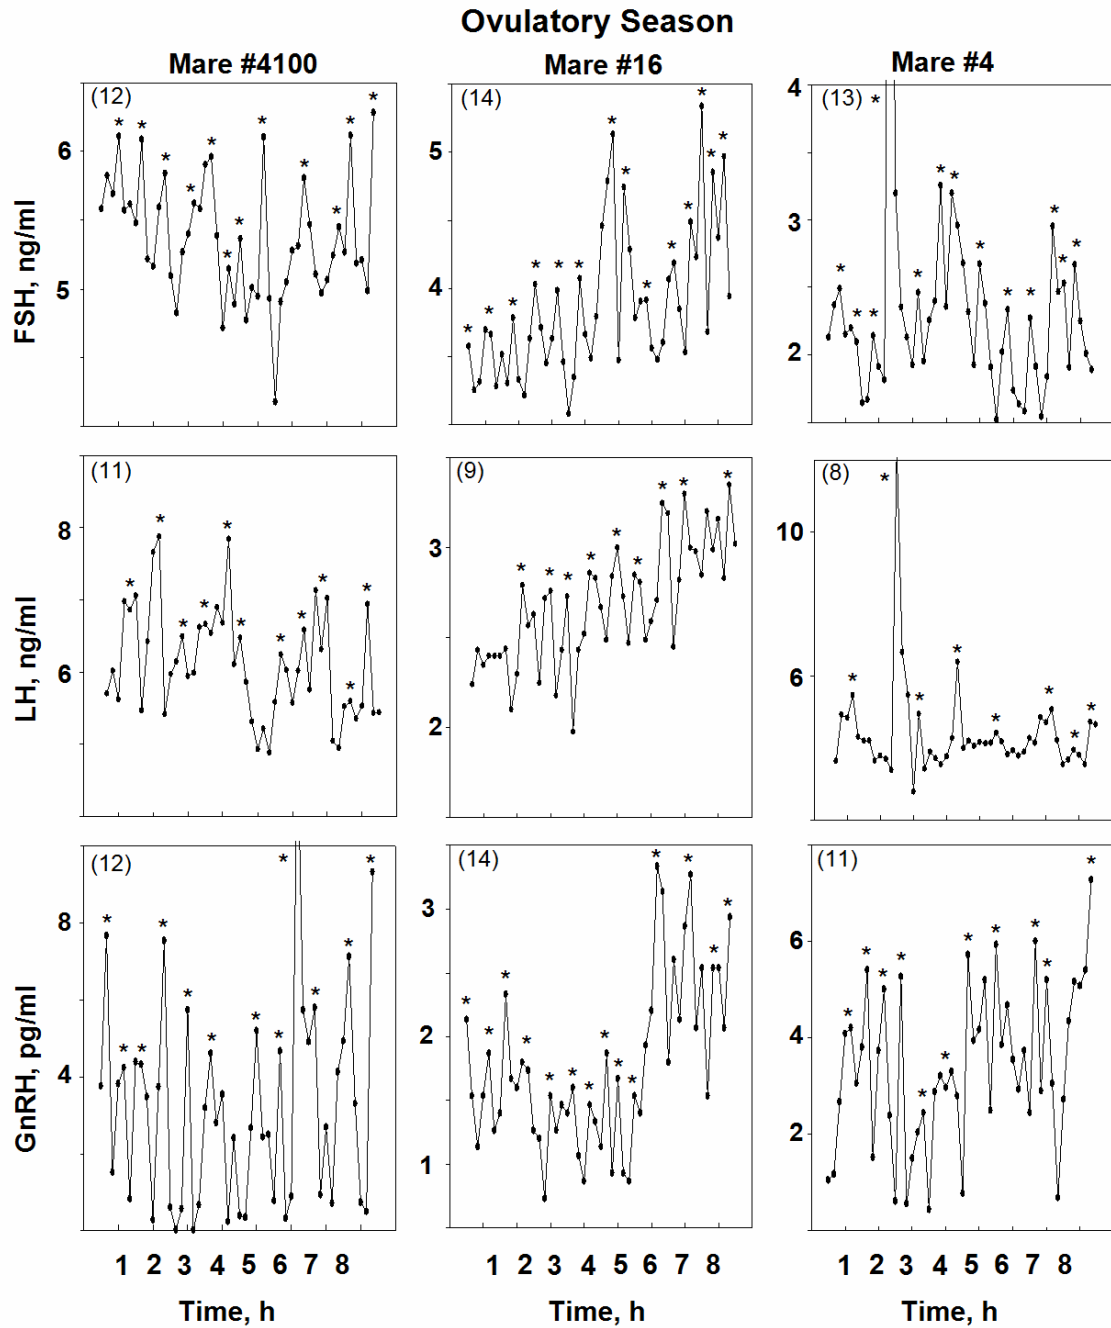 Ovulatory Season
Mare #4100
Mare #16
Mare #4
FSH, ng/ml
(12)
6
5
(14)
5
4
(13)
4
3
2
LH, ng/ml
(11)
8
6
(9)
3
2
(8)
10
6
GnRH, pg/ml
(12)
8
4
(14)
3
2
1
(11)
6
4
2
1 2 3 4 5 6 7 8
1 2 3 4 5 6 7 8
1 2 3 4 5 6 7 8
Time, h
Time, h
Time, h